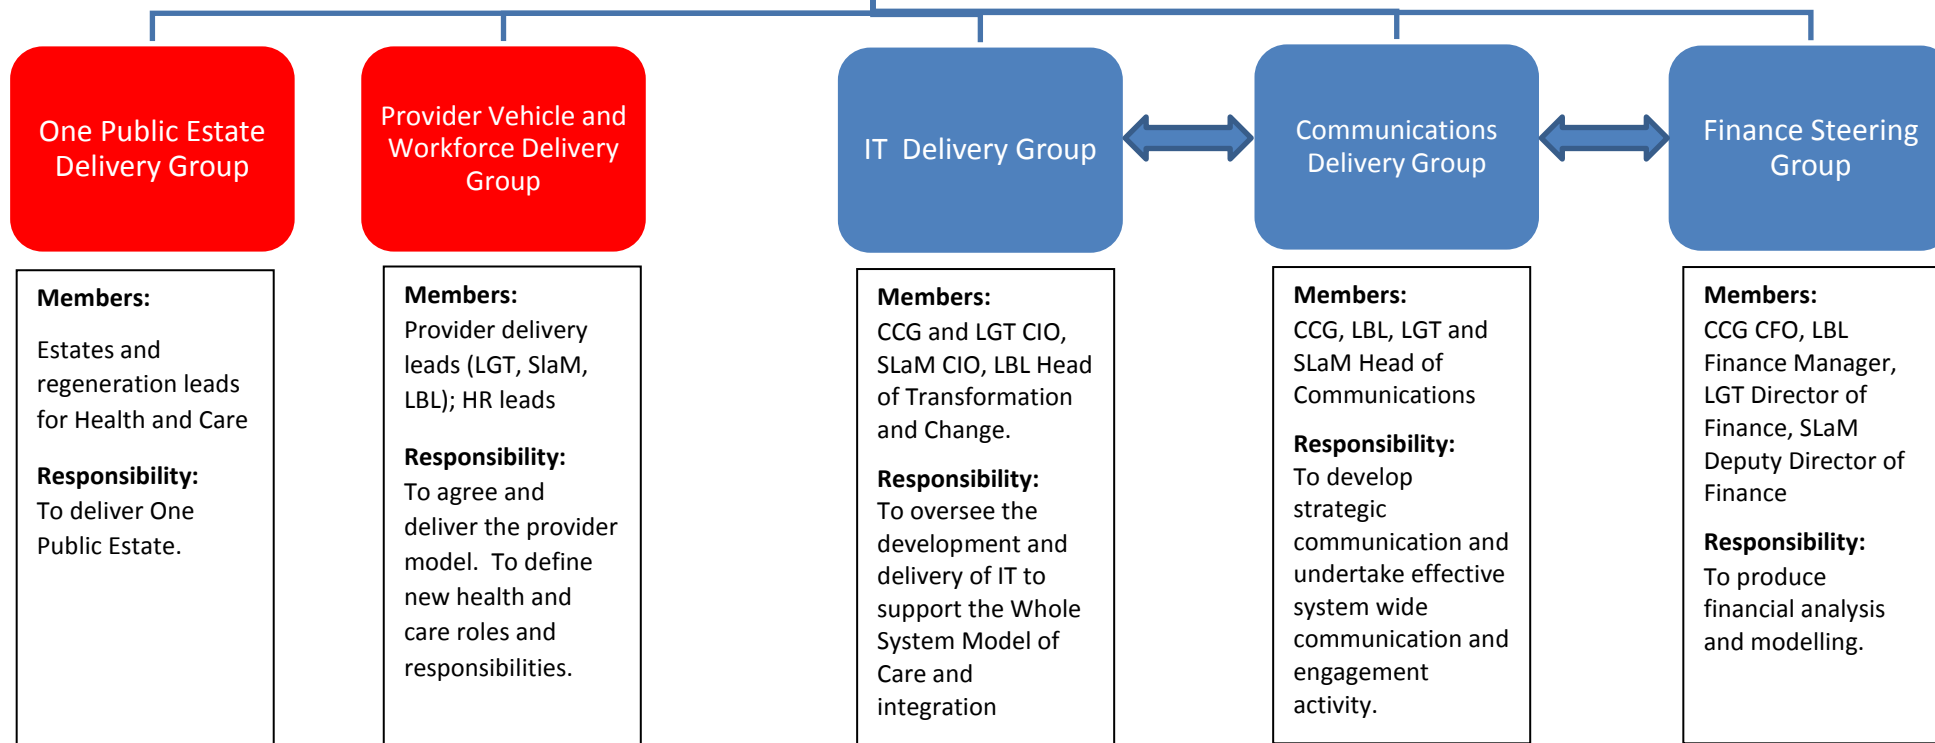 One Public Estate
Delivery Group
Provider Vehicle and
Workforce Delivery
Group
IT  Delivery Group
Communications
Delivery Group
Finance Steering
Group
Members:
Estates and
regeneration leads
for Health and Care
Responsibility:
To deliver One
Public Estate.
Members:
Provider delivery
leads (LGT, SlaM,
LBL); HR leads
Responsibility:
To agree and
deliver the provider
model.  To define
new health and
care roles and
responsibilities.
Members:
CCG and LGT CIO,
SLaM CIO, LBL Head
of Transformation
and Change.
Responsibility:
To oversee the
development and
delivery of IT to
support the Whole
System Model of
Care and
integration
Members:
CCG, LBL, LGT and
SLaM Head of
Communications
Responsibility:
To develop
strategic
communication and
undertake effective
system wide
communication and
engagement
activity.
Members:
CCG CFO, LBL
Finance Manager,
LGT Director of
Finance, SLaM
Deputy Director of
Finance
Responsibility:
To produce
financial analysis
and modelling.